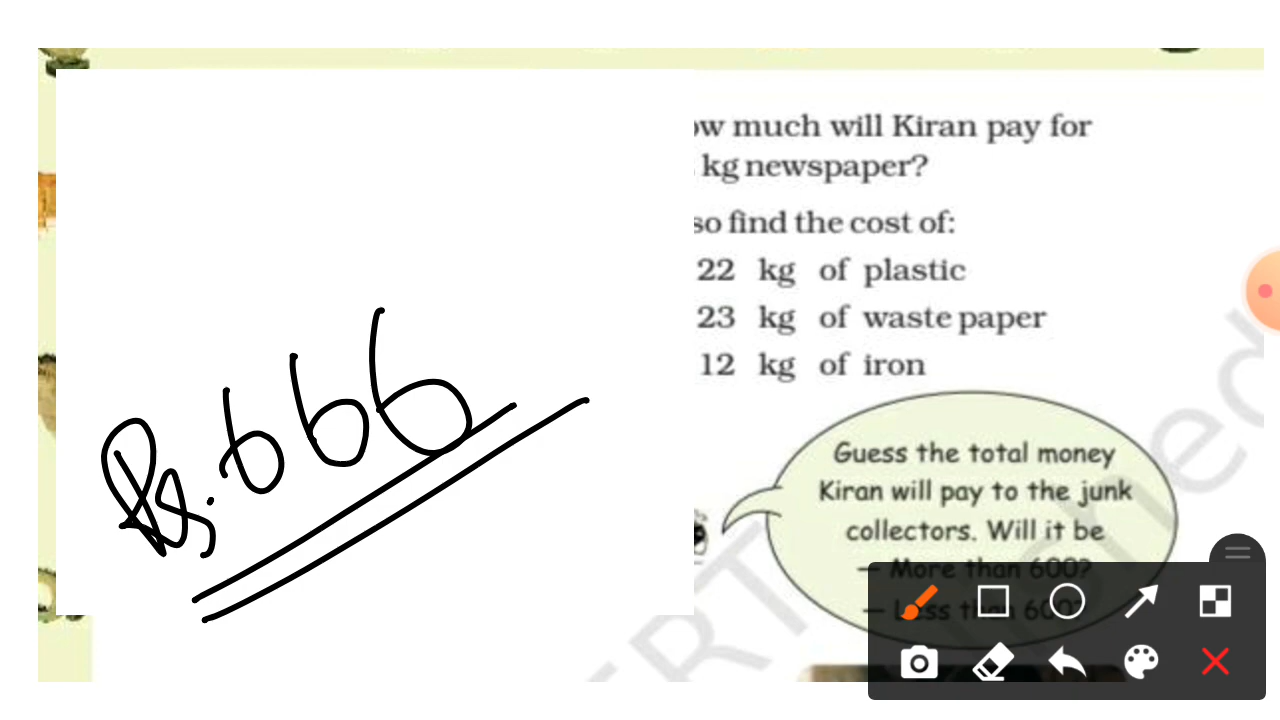 ow much will Kiran pay for
kg newspaper?
so find the cost of:
22 kg of plastic
23 kg of waste paper
12 kg of iron
Rs. 666
Guess the total money
Kiran will pay to the junk
collectors. Will it be
– More than 600?
– Less than 600?